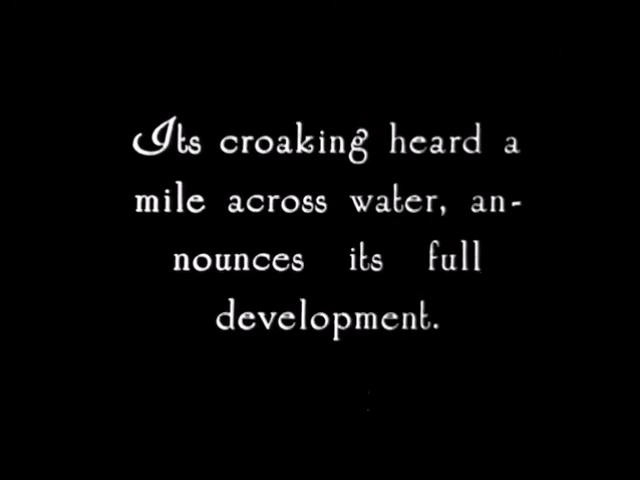 Its croaking heard a
mile across water, an-
nounces its full
development.